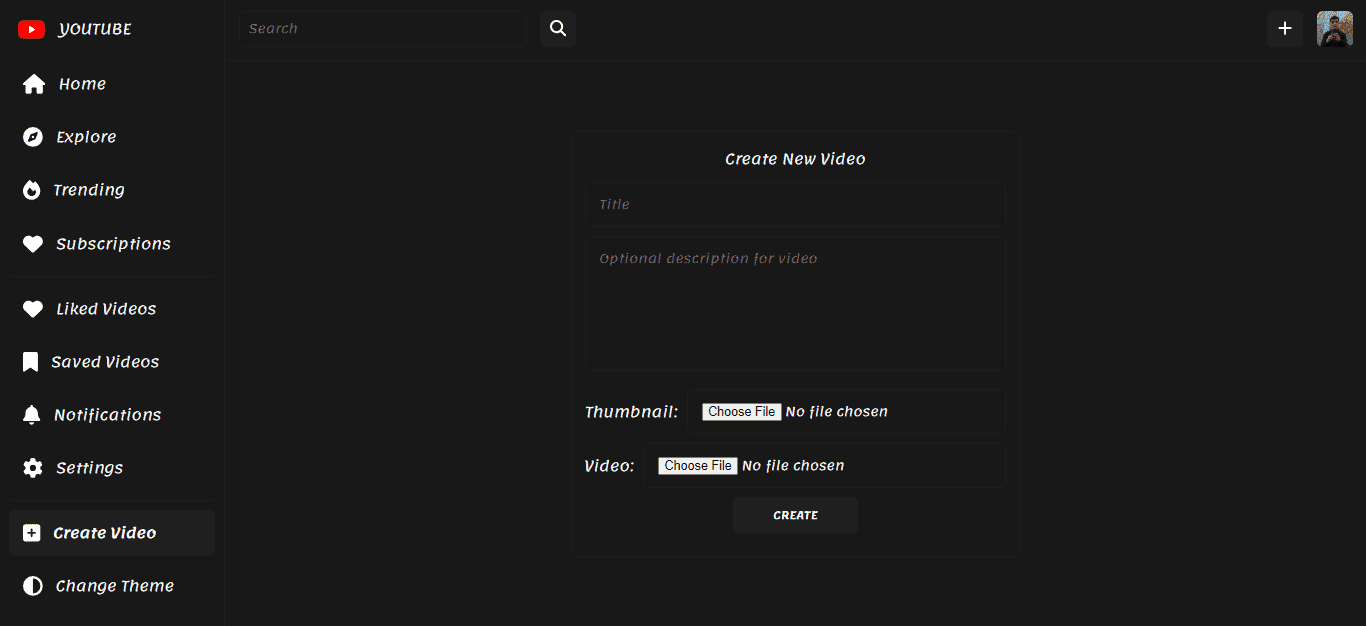 YOUTUBE
Search
Home
Explore
Trending
Subscriptions
Liked Videos
Saved Videos
Notifications
Settings
Create Video
Change Theme
Create New Video
Title
Optional description for video
Thumbnail: Choose File No file chosen
Video: Choose File No file chosen
CREATE